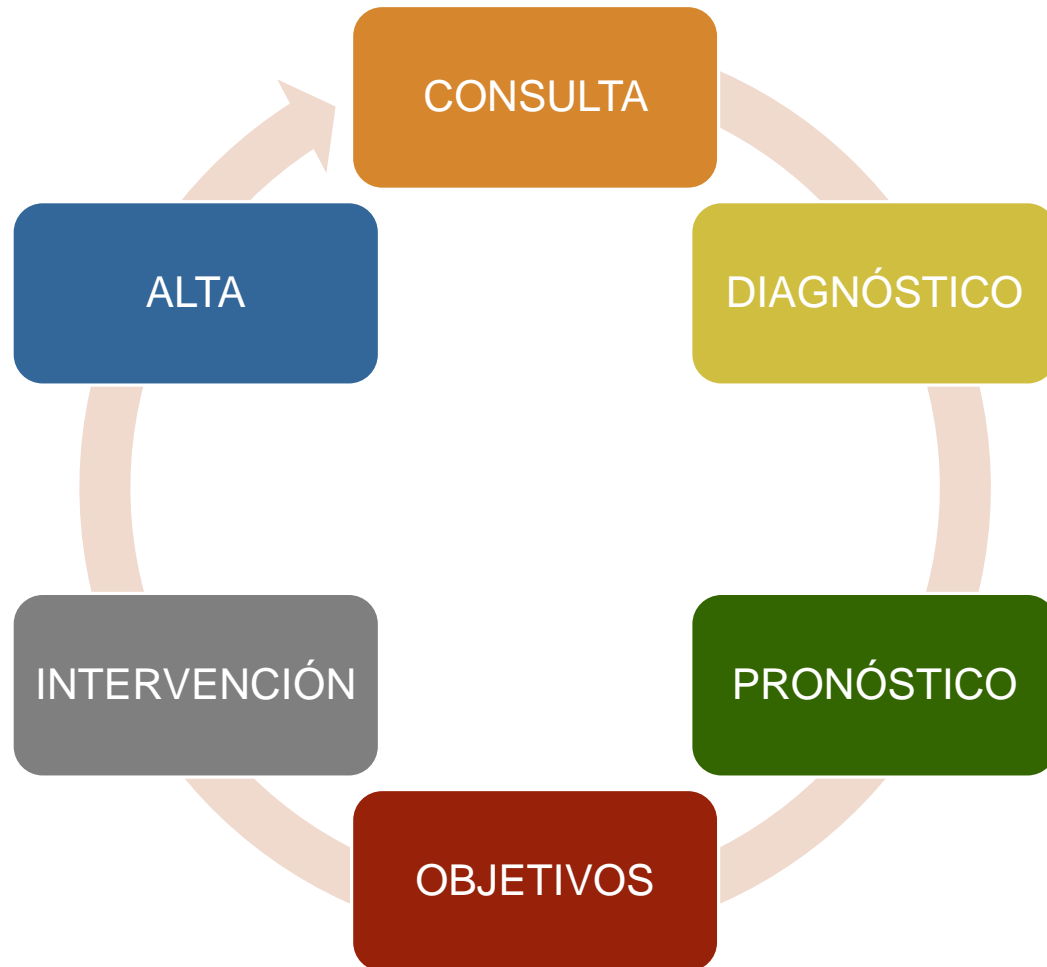 CONSULTA
DIAGNÓSTICO
PRONÓSTICO
OBJETIVOS
INTERVENCIÓN
ALTA